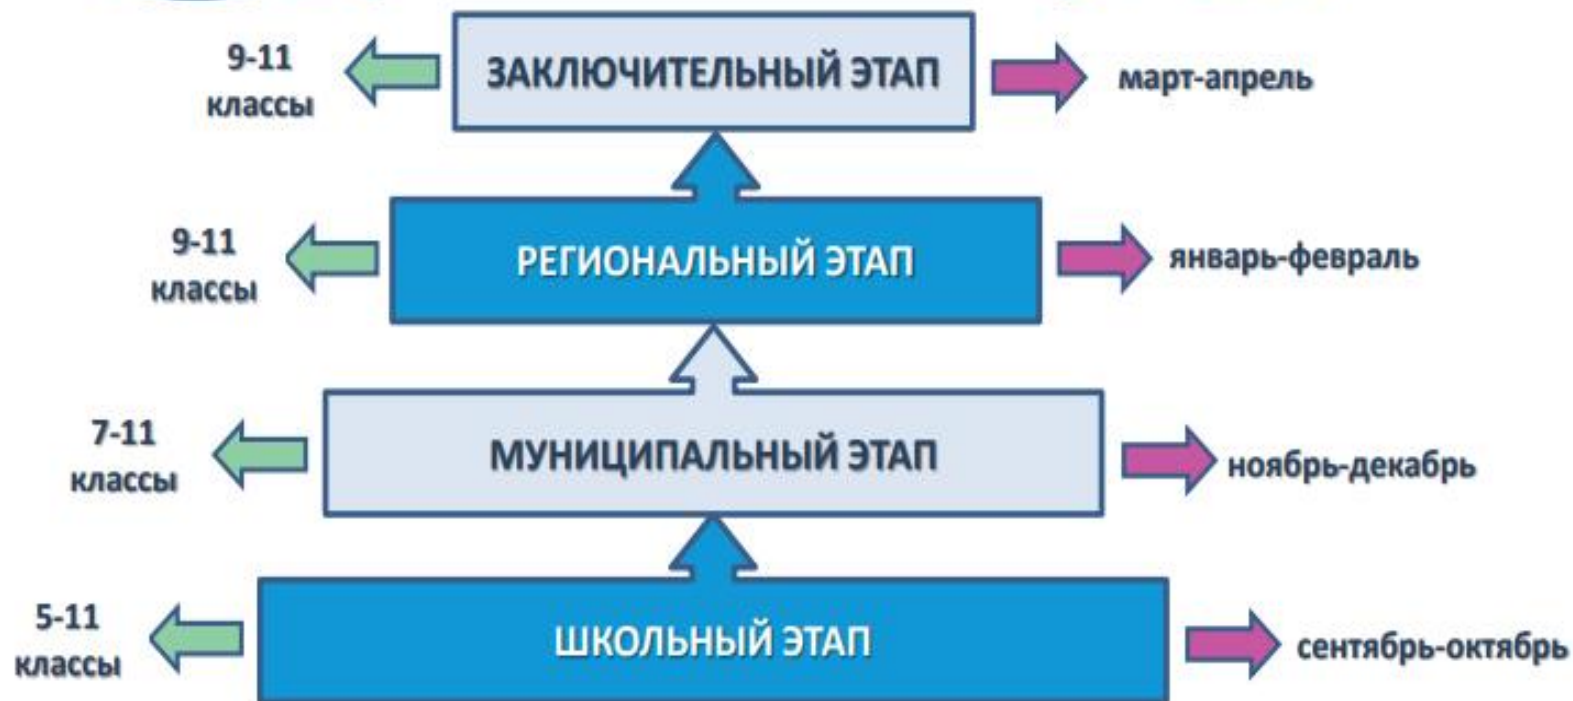 9-11
классы
ЗАКЛЮЧИТЕЛЬНЫЙ ЭТАП
март-апрель
9-11
классы
РЕГИОНАЛЬНЫЙ ЭТАП
январь-февраль
7-11
классы
МУНИЦИПАЛЬНЫЙ ЭТАП
ноябрь-декабрь
5-11
классы
ШКОЛЬНЫЙ ЭТАП
сентябрь-октябрь